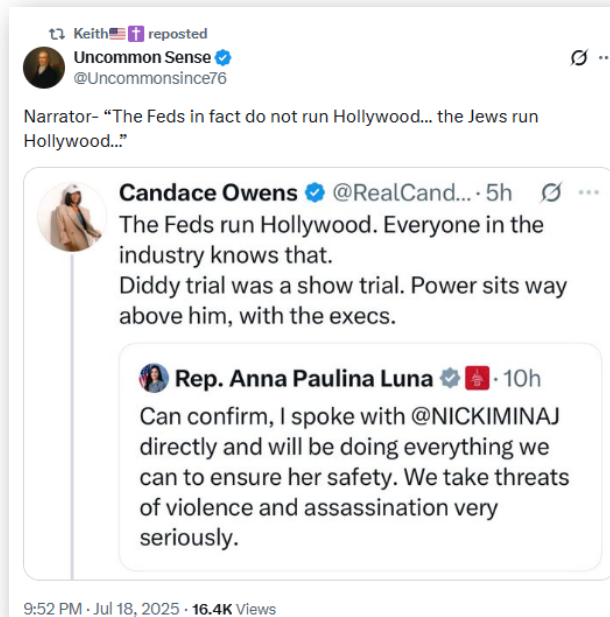 Keith🇺🇸✝️ reposted
Uncommon Sense
@Uncommonsince76
Narrator- “The Feds in fact do not run Hollywood... the Jews run
Hollywood...”
Candace Owens @RealCand... · 5h
The Feds run Hollywood. Everyone in the
industry knows that.
Diddy trial was a show trial. Power sits way
above him, with the execs.
Rep. Anna Paulina Luna · 10h
Can confirm, I spoke with @NICKIMINAJ
directly and will be doing everything we
can to ensure her safety. We take threats
of violence and assassination very
seriously.
9:52 PM · Jul 18, 2025 · 16.4K Views